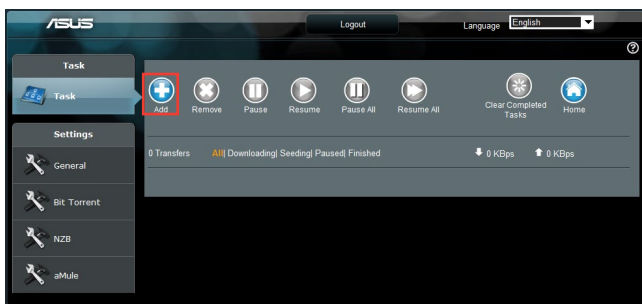 ASUS
Logout
Language English
?
Task
Task
Add Remove Pause Resume Pause All Resume All Clear Completed Tasks Home
0 Transfers All| Downloading| Seeding| Paused| Finished 0 KBps 0 KBps
Settings
General
Bit Torrent
NZB
aMule